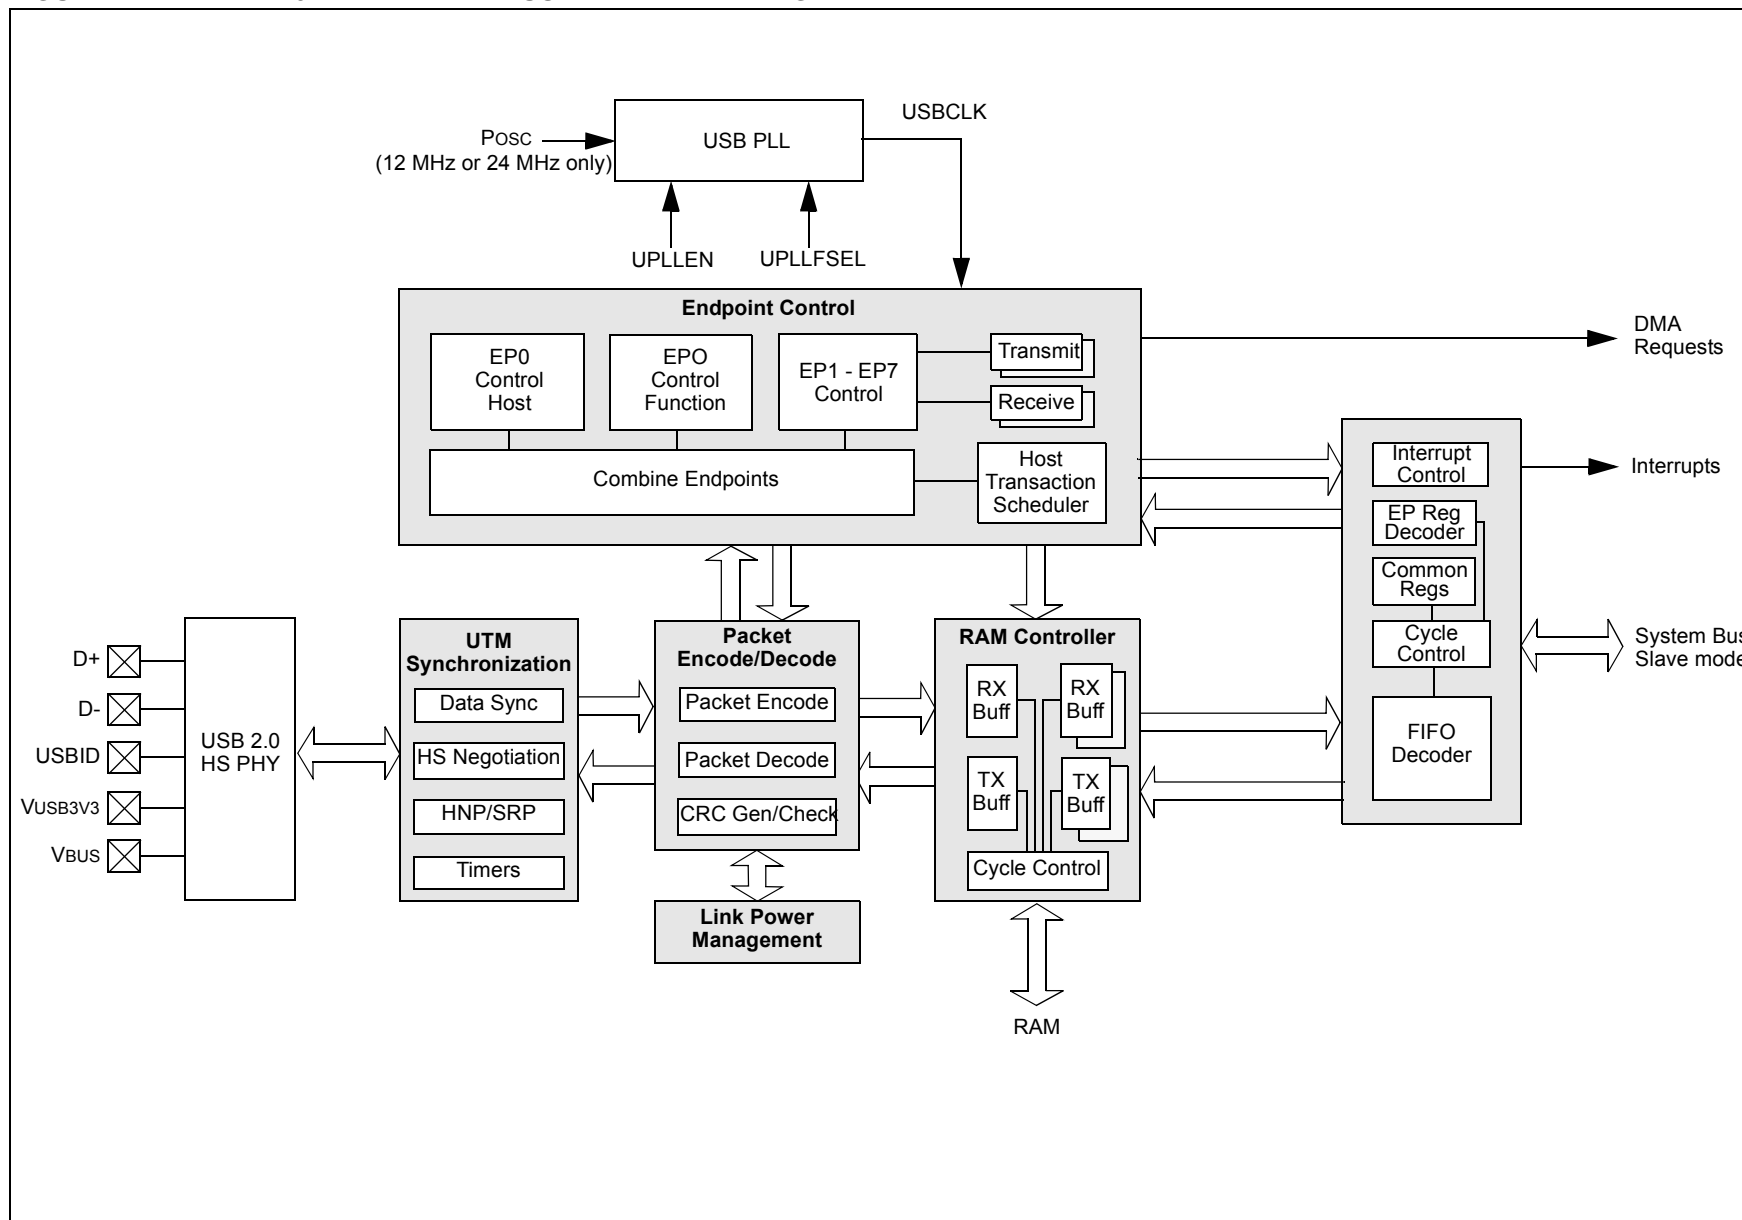 USBCLK
POSC
(12 MHz or 24 MHz only)
USB PLL
UPLLEN
UPLLFSEL
Endpoint Control
EP0
Control
Host
EPO
Control
Function
EP1 - EP7
Control
Transmit
Receive
Combine Endpoints
Host
Transaction
Scheduler
DMA
Requests
Interrupt
Control
Interrupts
EP Reg
Decoder
Common
Regs
Cycle
Control
FIFO
Decoder
System Bus
Slave mode
D+
D-
USBID
VUSB3V3
VBUS
USB 2.0
HS PHY
UTM
Synchronization
Data Sync
HS Negotiation
HNP/SRP
Timers
Packet
Encode/Decode
Packet Encode
Packet Decode
CRC Gen/Check
Link Power
Management
RAM Controller
RX
Buff
RX
Buff
TX
Buff
TX
Buff
Cycle Control
RAM